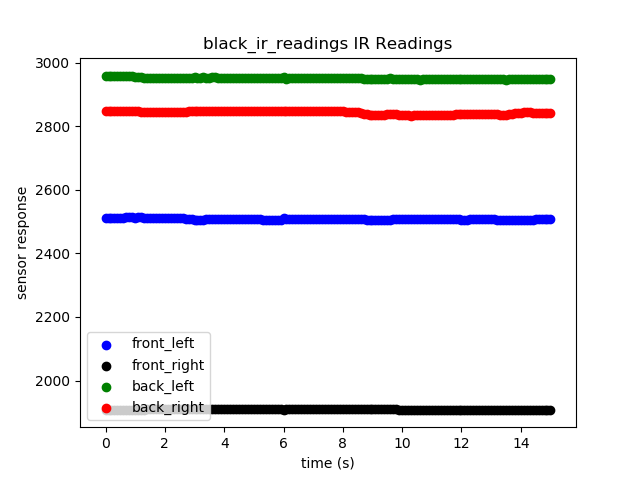 black_ir_readings IR Readings
3000
2800
2600
2400
2200
2000
sensor response
front_left
front_right
back_left
back_right
0 2 4 6 8 10 12 14
time (s)